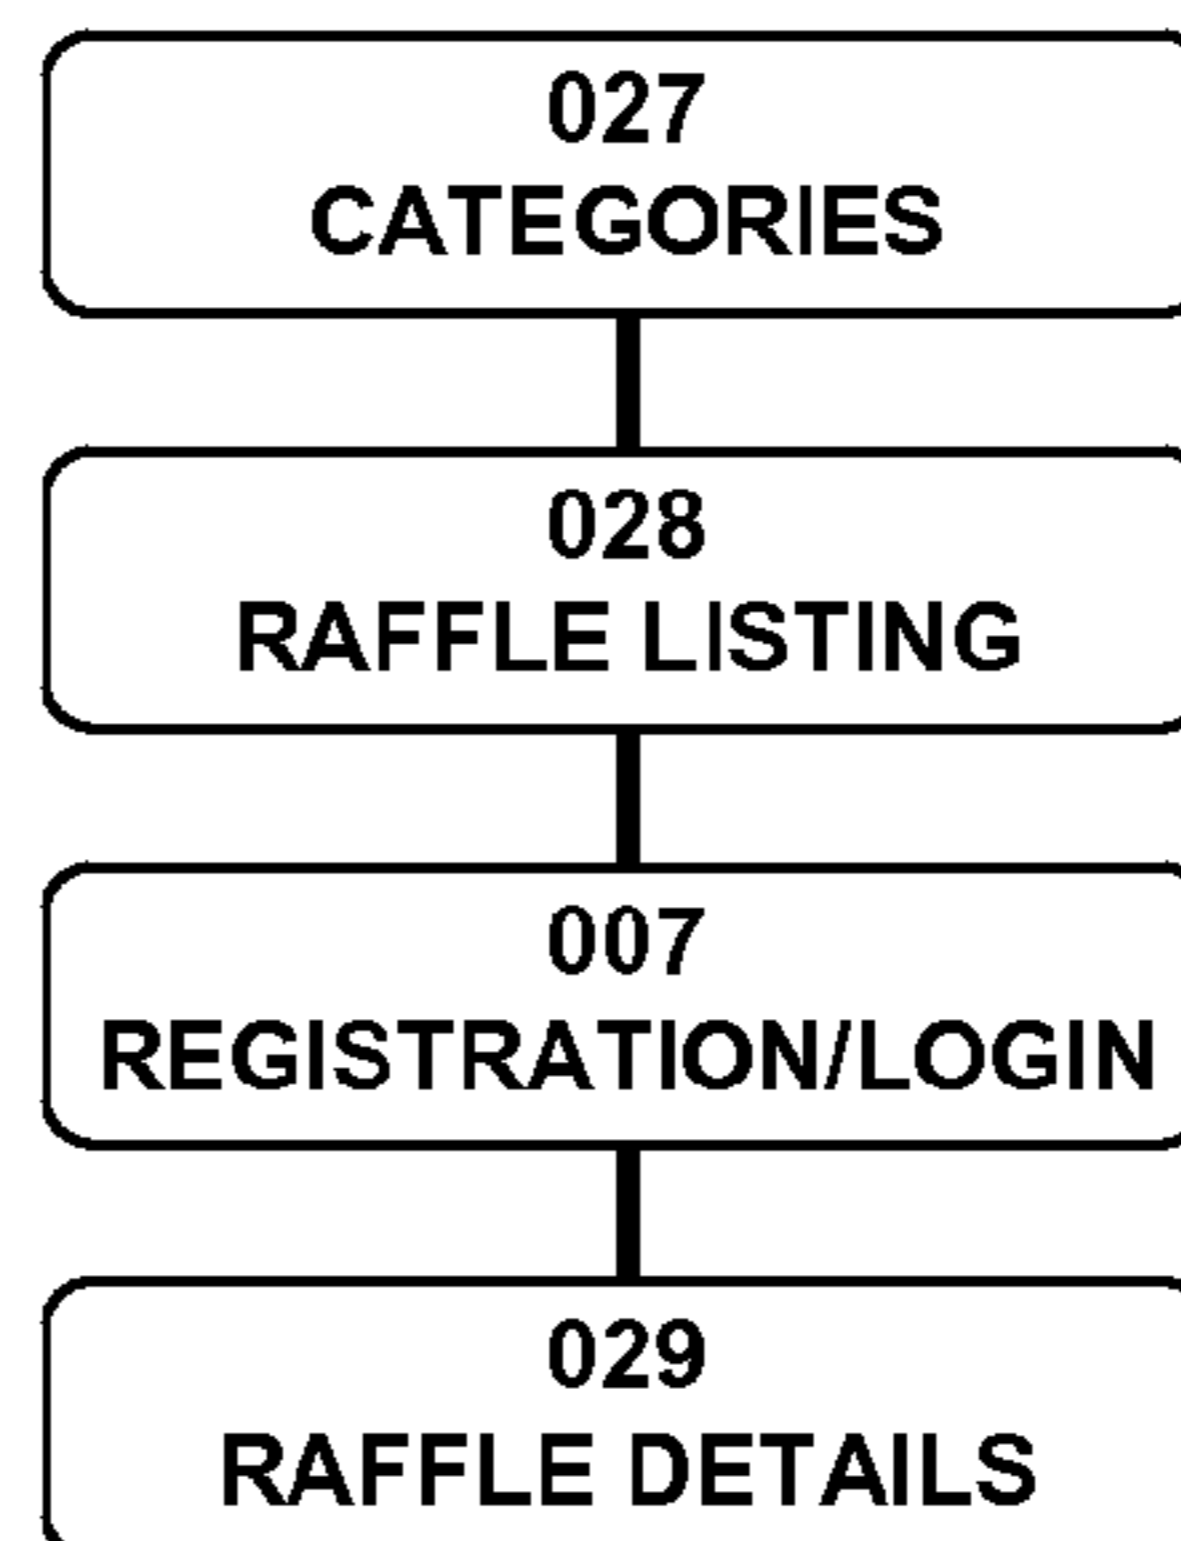 027
CATEGORIES
028
RAFFLE LISTING
007
REGISTRATION/LOGIN
029
RAFFLE DETAILS